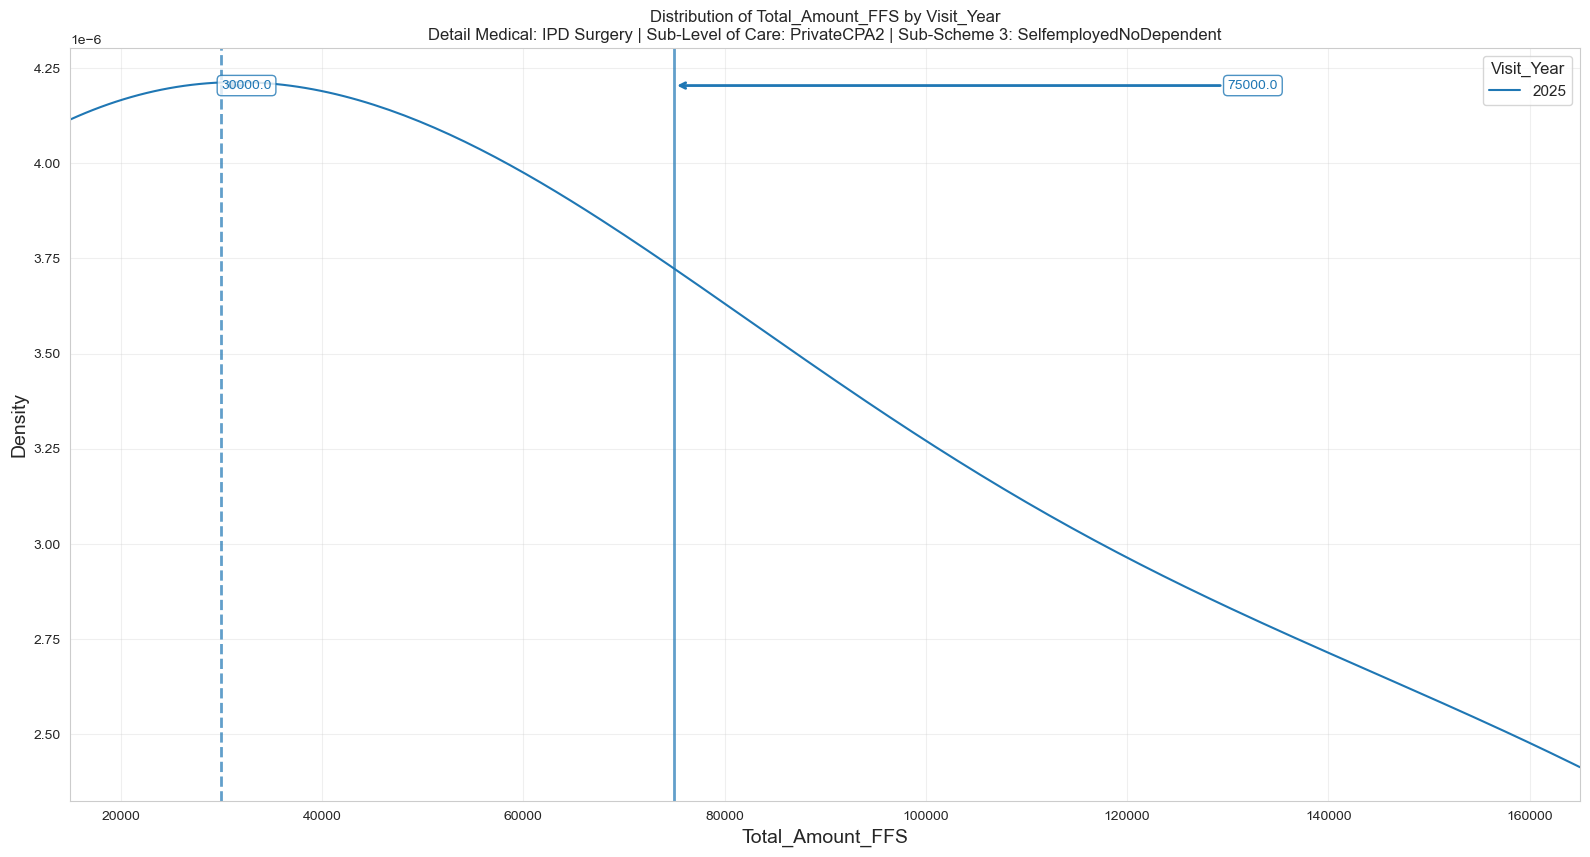 Distribution of Total_Amount_FFS by Visit_Year
Detail Medical: IPD Surgery | Sub-Level of Care: PrivateCPA2 | Sub-Scheme 3: SelfemployedNoDependent
1e−6
4.25
4.00
3.75
3.50
3.25
3.00
2.75
2.50
Density
30000.0
75000.0
Visit_Year
2025
20000 40000 60000 80000 100000 120000 140000 160000
Total_Amount_FFS